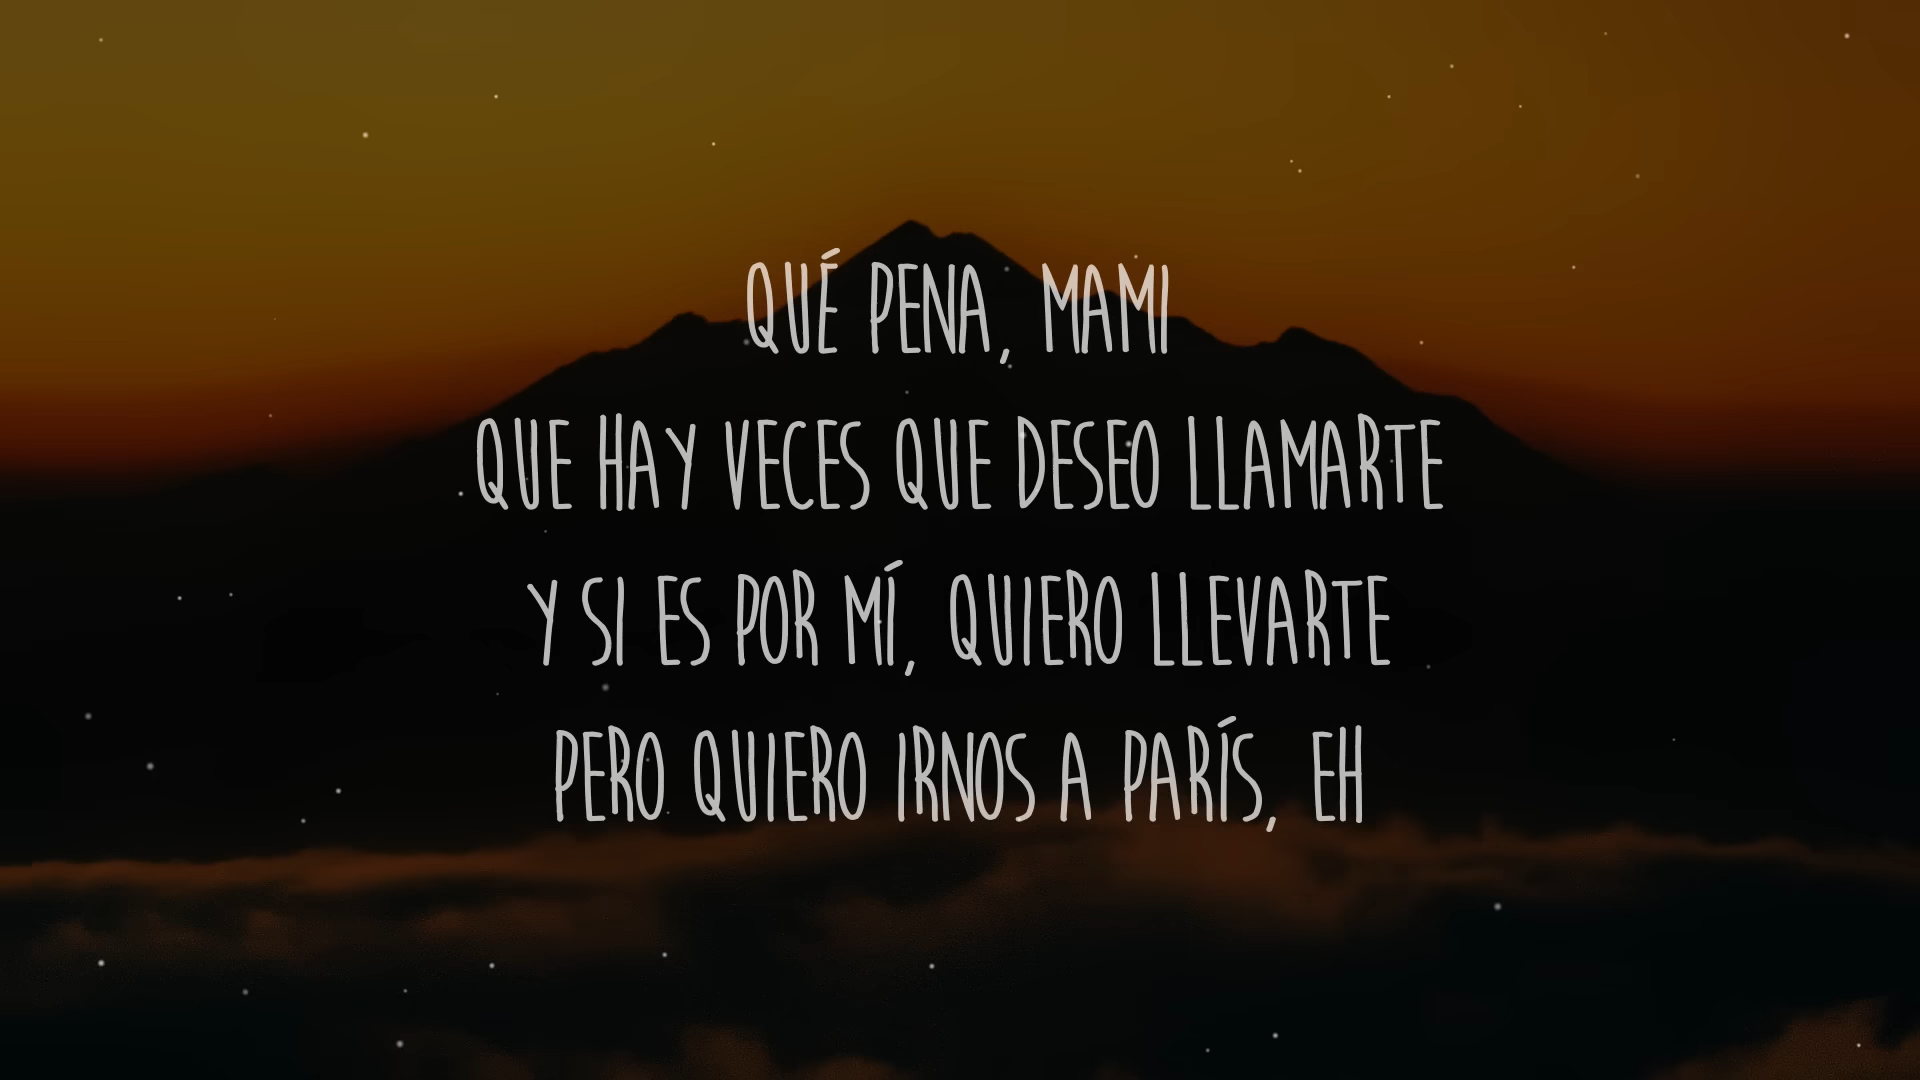 QUÉ PENA, MAMI
QUE HAY VECES QUE DESEO LLAMARTE
Y SI ES POR MÍ, QUIERO LLEVARTE
PERO QUIERO IRNOS A PARÍS, EH